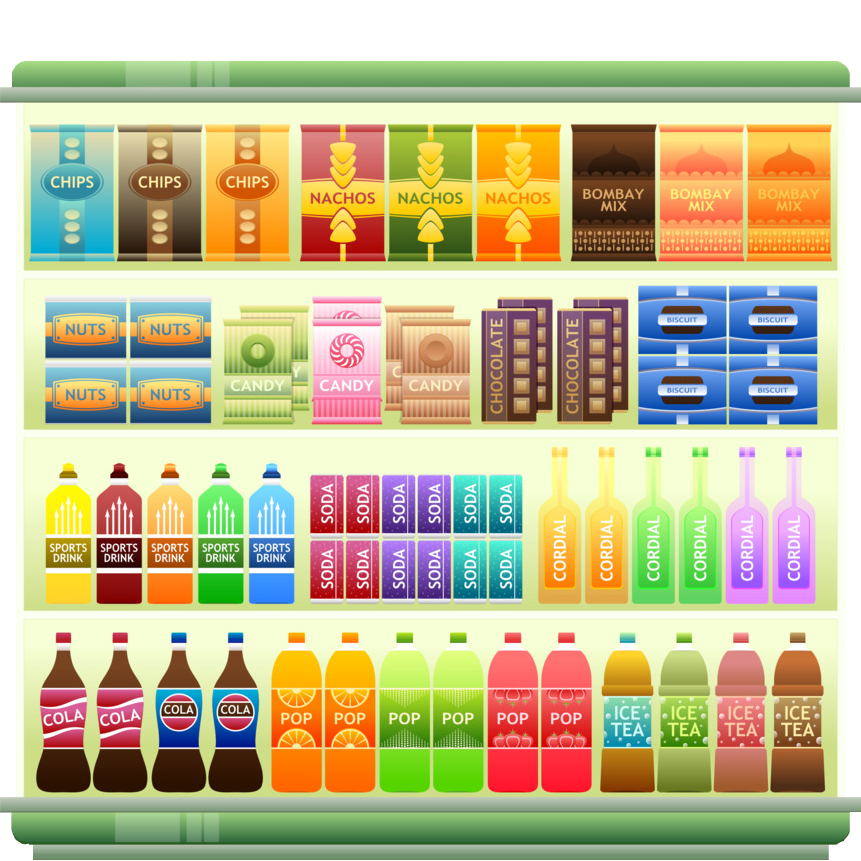 CHIPS CHIPS CHIPS NACHOS NACHOS NACHOS BOMBAY MIX BOMBAY MIX BOMBAY MIX
NUTS NUTS BISCUIT BISCUIT
NUTS NUTS CANDY Y CANDY C CANDY CHOCOLATE CHOCOLATE BISCUIT BISCUIT
SODA SODA SODA SODA SODA SODA
SPORTS DRINK SPORTS DRINK SPORTS DRINK SPORTS DRINK SPORTS DRINK SODA SODA SODA SODA SODA SODA CORDIAL CORDIAL CORDIAL CORDIAL CORDIAL CORDIAL
COLA COLA COLA COLA POP POP POP POP POP POP ICE TEA ICE TEA ICE TEA ICE TEA